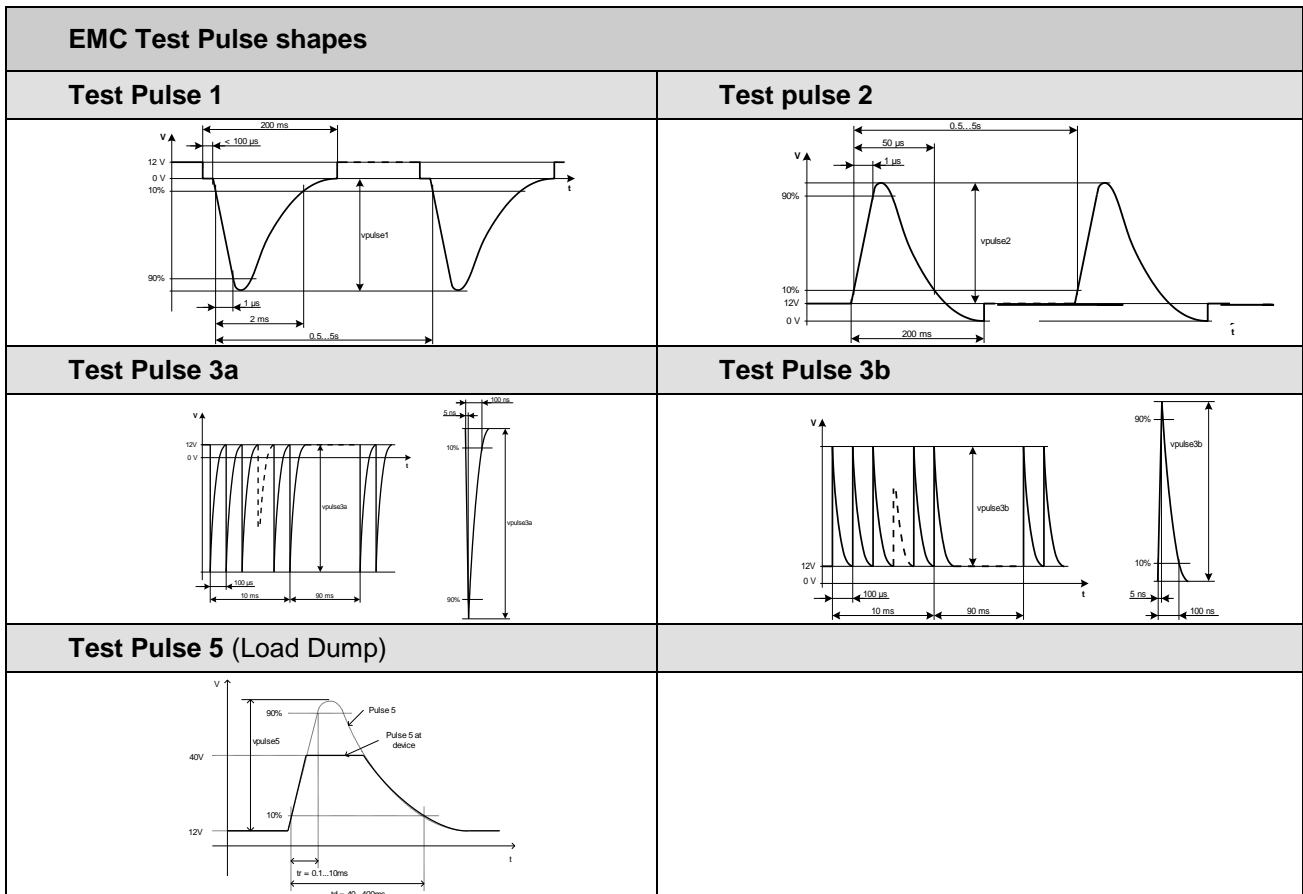 EMC Test Pulse shapes
Test Pulse 1
Test pulse 2
200 ms
< 100 µs
V
12 V
0 V
10%
t
vpulse1
90%
1 µs
2 ms
0.5...5s
0.5...5s
50 µs
1 µs
V
90%
vpulse2
10%
12V
0 V
200 ms
t
Test Pulse 3a
Test Pulse 3b
V
12V
0 V
t
vpulse3a
100 µs
10 ms
90 ms
100 ns
5 ns
10%
vpulse3a
90%
V
vpulse3b
12V
0 V
t
100 µs
10 ms
90 ms
90%
vpulse3b
10%
5 ns
100 ns
Test Pulse 5 (Load Dump)
V
90%
Pulse 5
vpulse5
Pulse 5 at
device
40V
10%
12V
t
tr = 0.1...10ms
td = 40...400ms